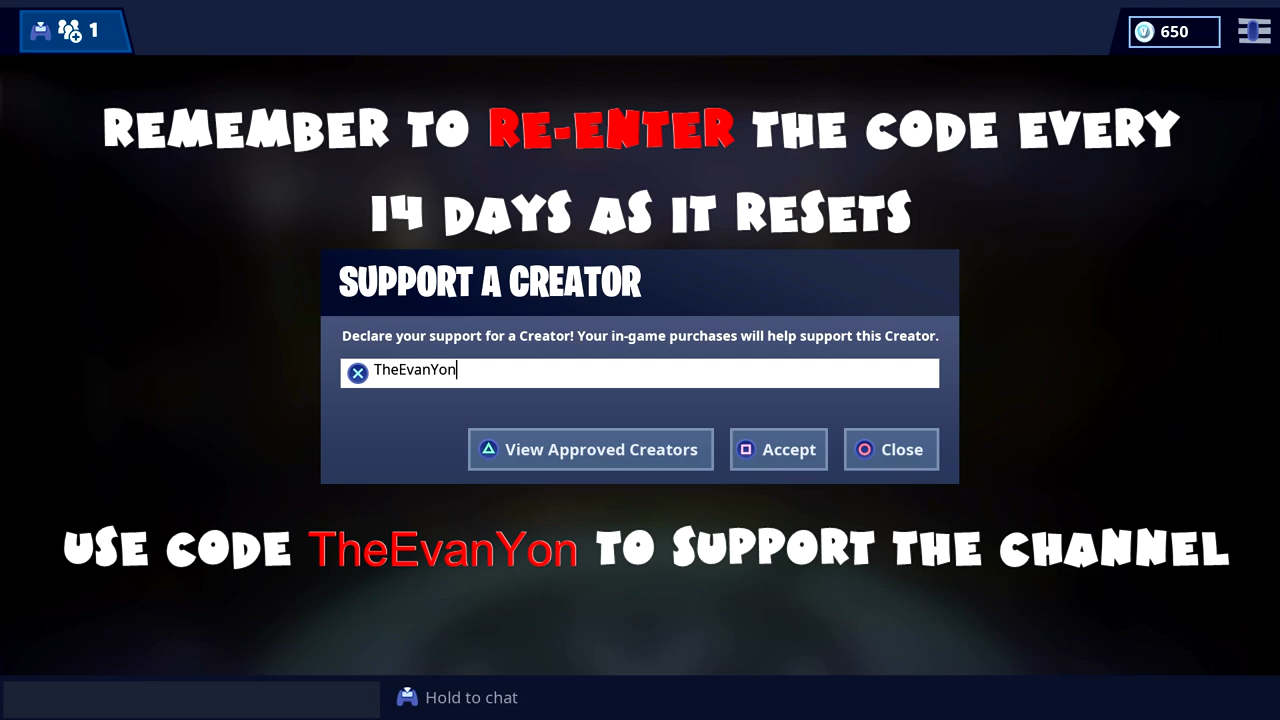 1
650
REMEMBER TO RE-ENTER THE CODE EVERY
14 DAYS AS IT RESETS
SUPPORT A CREATOR
Declare your support for a Creator! Your in-game purchases will help support this Creator.
TheEvanYon
View Approved Creators
Accept
Close
USE CODE TheEvanYon TO SUPPORT THE CHANNEL
Hold to chat